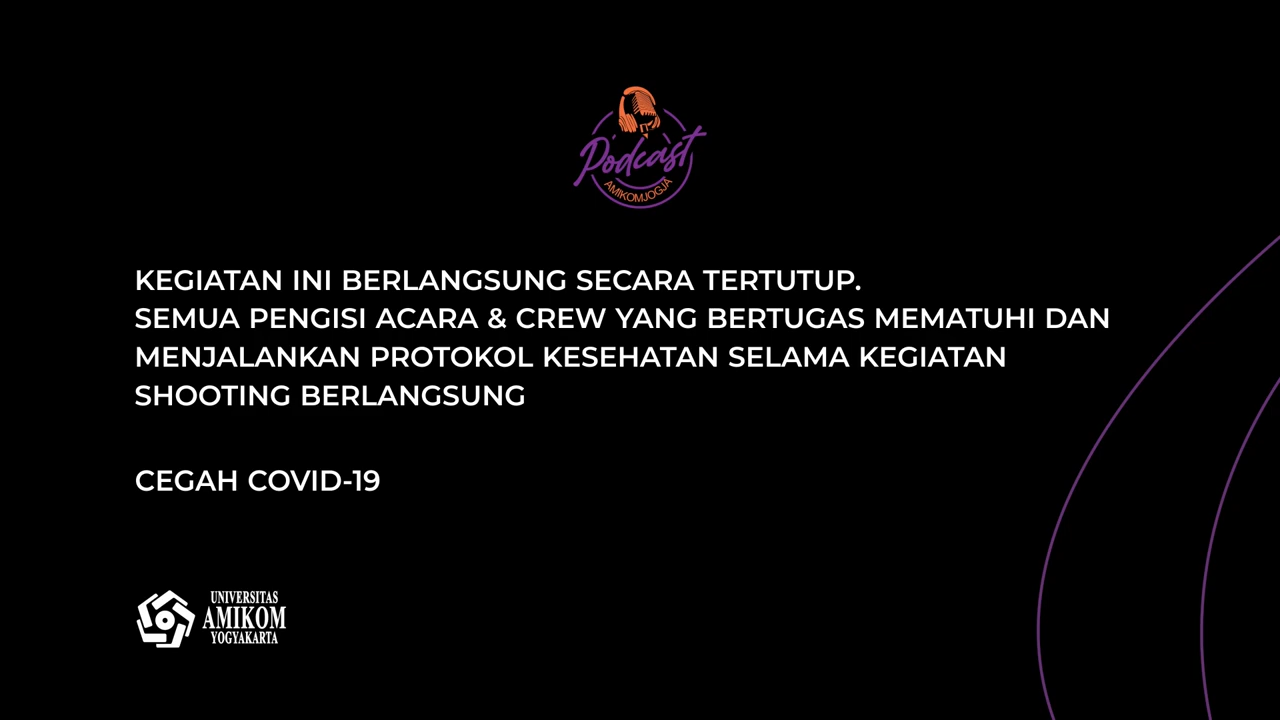 Podcast
AMIKOMJOGJA
KEGIATAN INI BERLANGSUNG SECARA TERTUTUP.
SEMUA PENGISI ACARA & CREW YANG BERTUGAS MEMATUHI DAN
MENJALANKAN PROTOKOL KESEHATAN SELAMA KEGIATAN
SHOOTING BERLANGSUNG
CEGAH COVID-19
UNIVERSITAS
AMIKOM
YOGYAKARTA